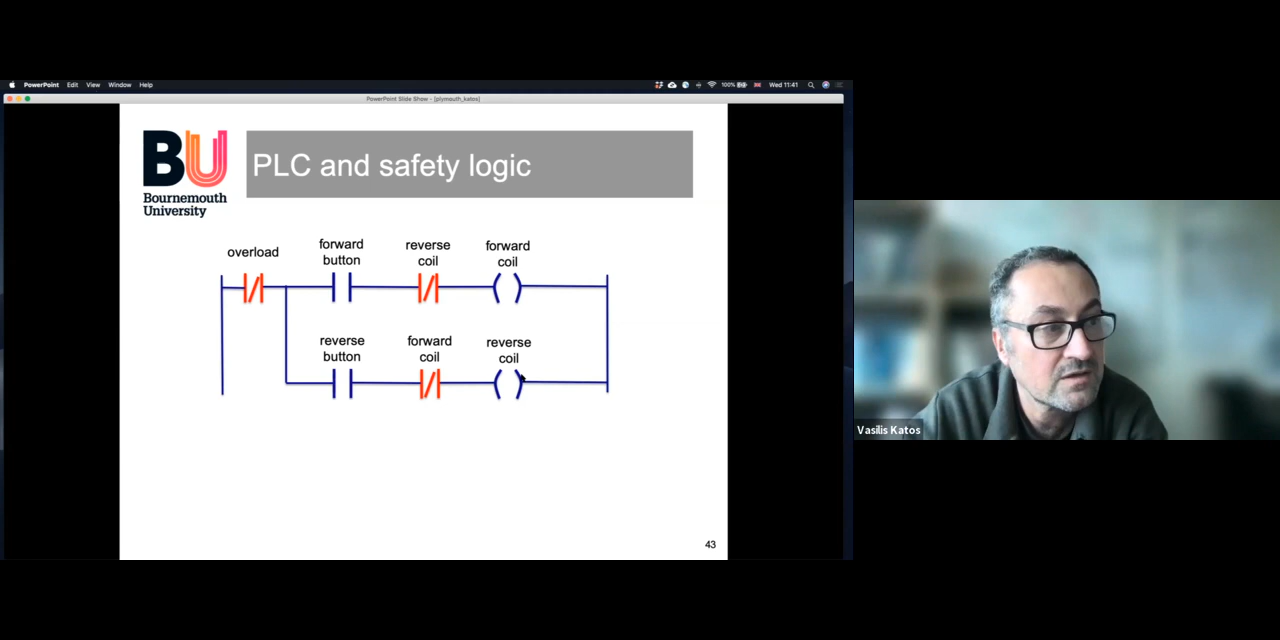 PowerPoint Edit View Window Help
100% Wed 11:41
PowerPoint Slide Show - [plymouth_katos]
BU
Bournemouth
University
PLC and safety logic
overload
forward
button
reverse
coil
forward
coil
reverse
button
forward
coil
reverse
coil
43
Vasilis Katos